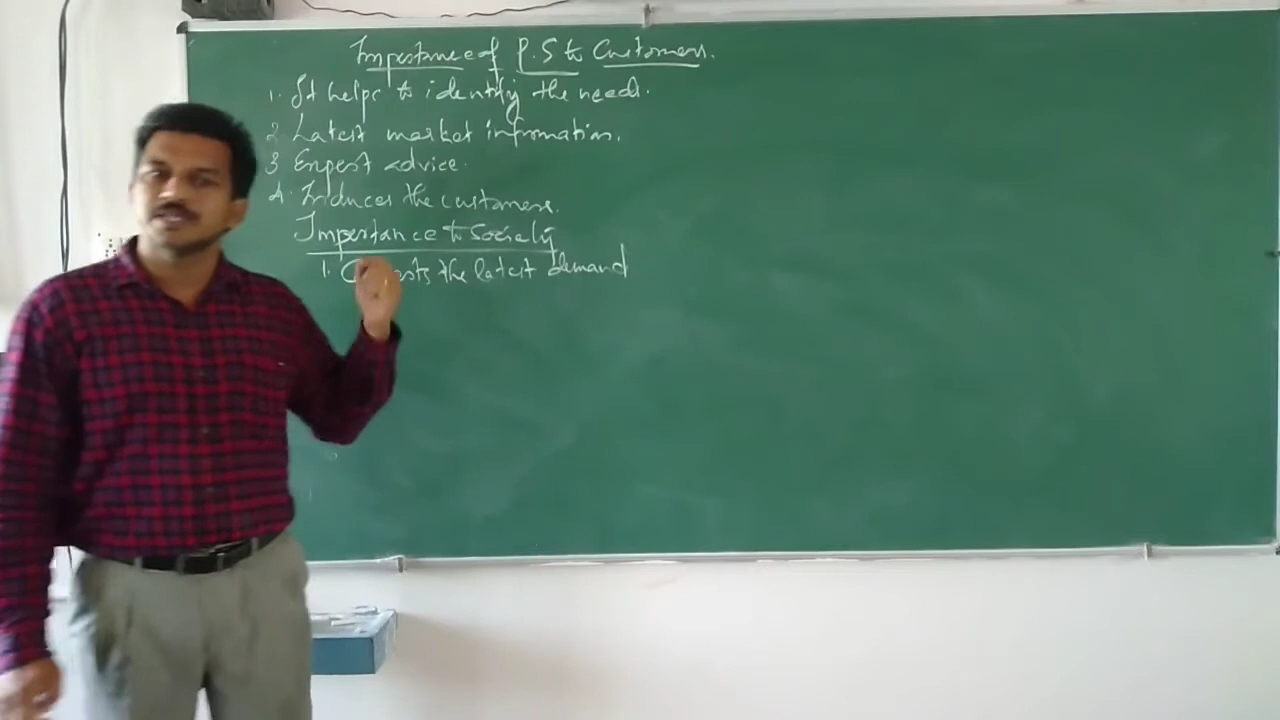 Importance of P.S to Customers.
1. It helps to identify the needs.
2 Latest market information.
3 Expert advice.
4. Induces the customers.
Importance to Society
1. the latest demand